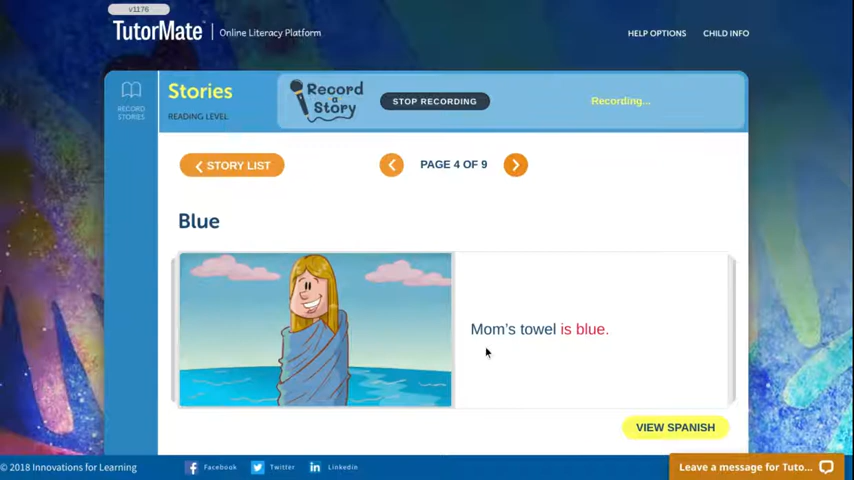 v1176
TutorMate Online Literacy Platform
HELP OPTIONS CHILD INFO
RECORD
STORIES
Stories
READING LEVEL
Record
a
Story
STOP RECORDING
Recording...
STORY LIST
PAGE 4 OF 9
Blue
Mom's towel is blue.
VIEW SPANISH
© 2018 Innovations for Learning
Facebook
Twitter
Linkedin
Leave a message for Tuto...